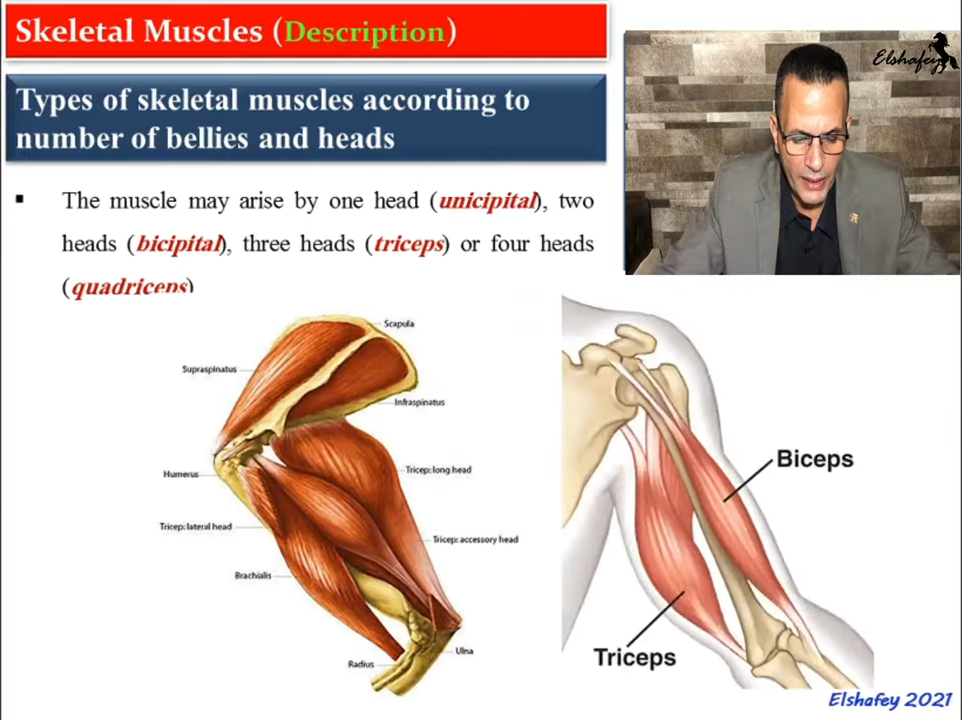 Skeletal Muscles (Description)
Types of skeletal muscles according to
number of bellies and heads
Elshafey
▪ The muscle may arise by one head (unicipital), two
heads (bicipital), three heads (triceps) or four heads
(quadriceps)
Scapula
Supraspinatus
Infraspinatus
Humerus
Tricep: long head
Tricep: lateral head
Tricep: accessory head
Brachialis
Ulna
Radius
Biceps
Triceps
Elshafey 2021